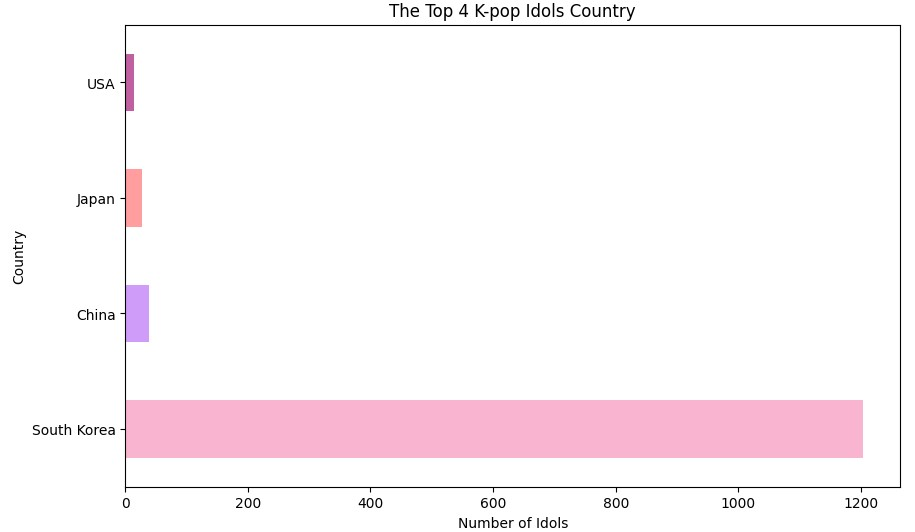 The Top 4 K-pop Idols Country
USA
Japan
China
South Korea
Country
0 200 400 600 800 1000 1200
Number of Idols